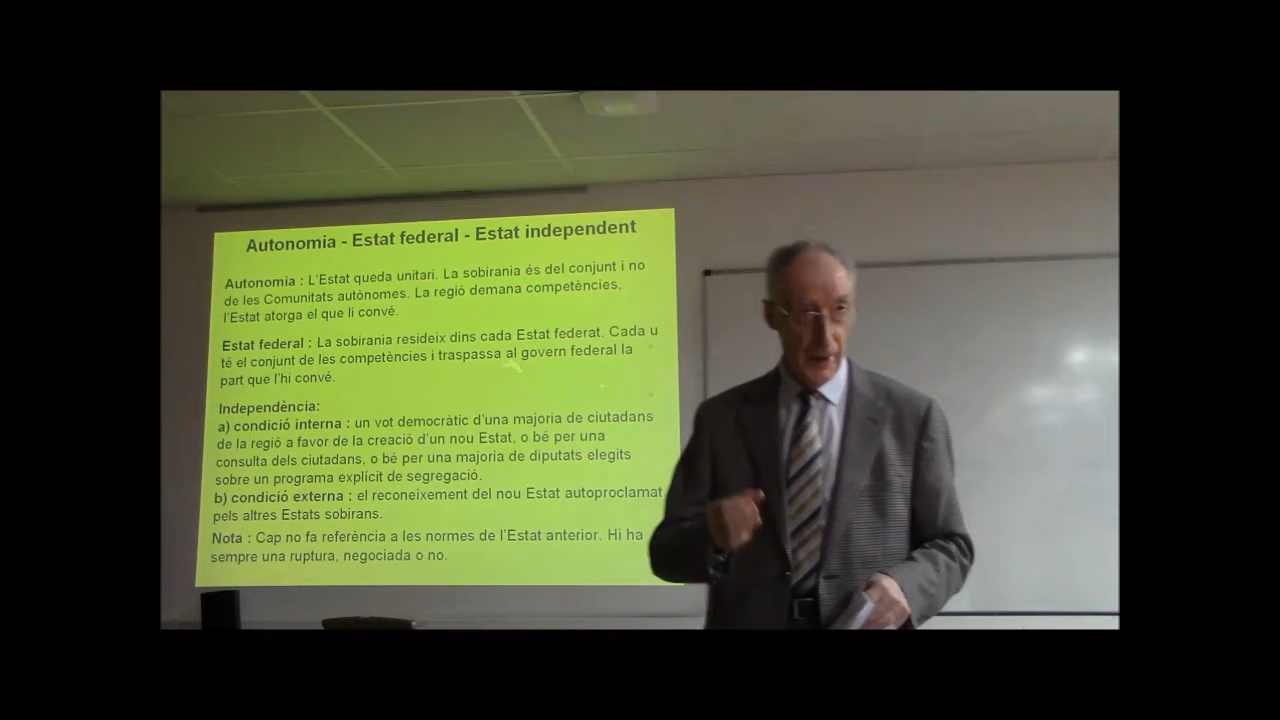 Autonomia - Estat federal - Estat independent
Autonomia : L'Estat queda unitari. La sobirania és del conjunt i no
de les Comunitats autònomes. La regió demana competències,
l'Estat atorga el que li convé.
Estat federal : La sobirania resideix dins cada Estat federat. Cada u
té el conjunt de les competències i traspassa al govern federal la
part que l'hi convé.
Independència:
a) condició interna : un vot democràtic d'una majoria de ciutadans
de la regió a favor de la creació d'un nou Estat, o bé per una
consulta dels ciutadans, o bé per una majoria de diputats elegits
sobre un programa explícit de segregació.
b) condició externa : el reconeixement del nou Estat autoproclamat
pels altres Estats sobirans.
Nota : Cap no fa referència a les normes de l'Estat anterior. Hi ha
sempre una ruptura, negociada o no.